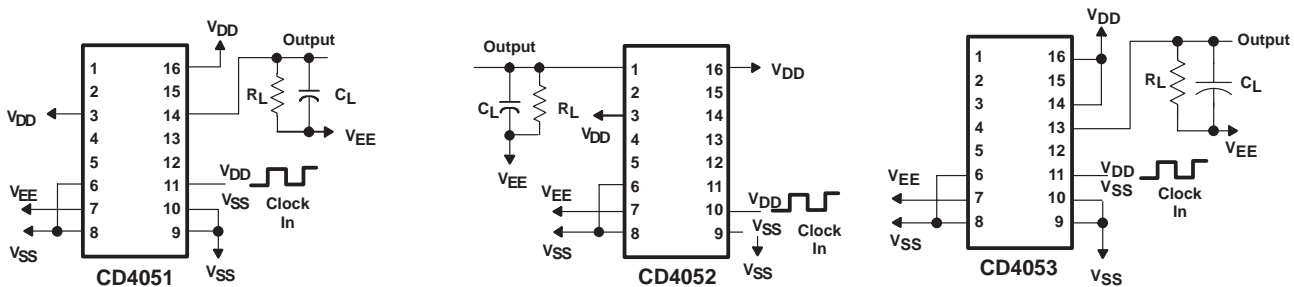 VDD
Output
1 16
2 15
3 14
4 13
5 12
6 11
7 10
8 9
RL
CL
VDD
VEE
VEE
VSS
VDD
VSS
Clock
In
VSS
CD4051
Output
1 16
2 15
3 14
4 13
5 12
6 11
7 10
8 9
VDD
CL
RL
VDD
VEE
VEE
VSS
VDD
VSS
Clock
In
VSS
CD4052
VDD
Output
1 16
2 15
3 14
4 13
5 12
6 11
7 10
8 9
RL
CL
VEE
VEE
VSS
VDD
VSS
Clock
In
VSS
CD4053